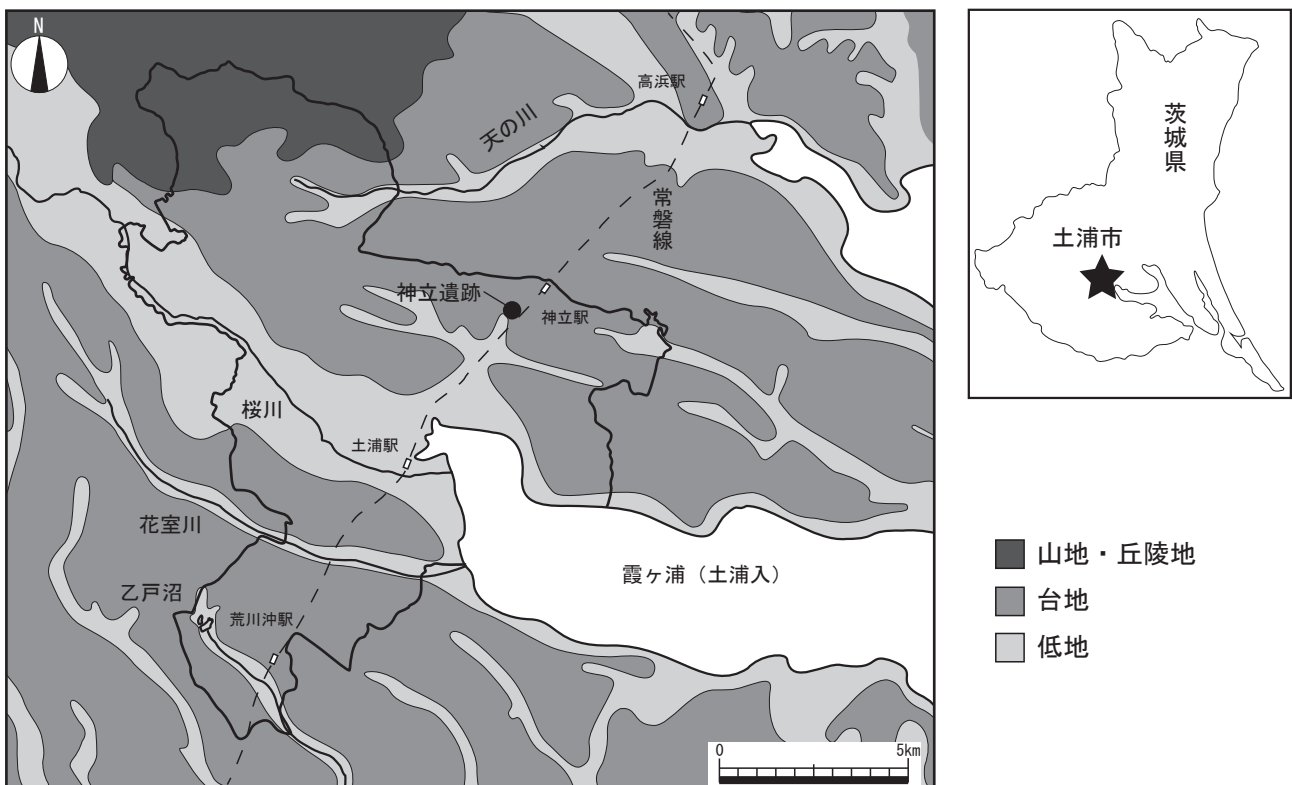 N
高浜駅
天の川
常磐線
神立遺跡
神立駅
桜川
土浦駅
花室川
霞ヶ浦（土浦入）
乙戸沼
荒川沖駅
0 5km
茨城県
土浦市
山地・丘陵地
台地
低地